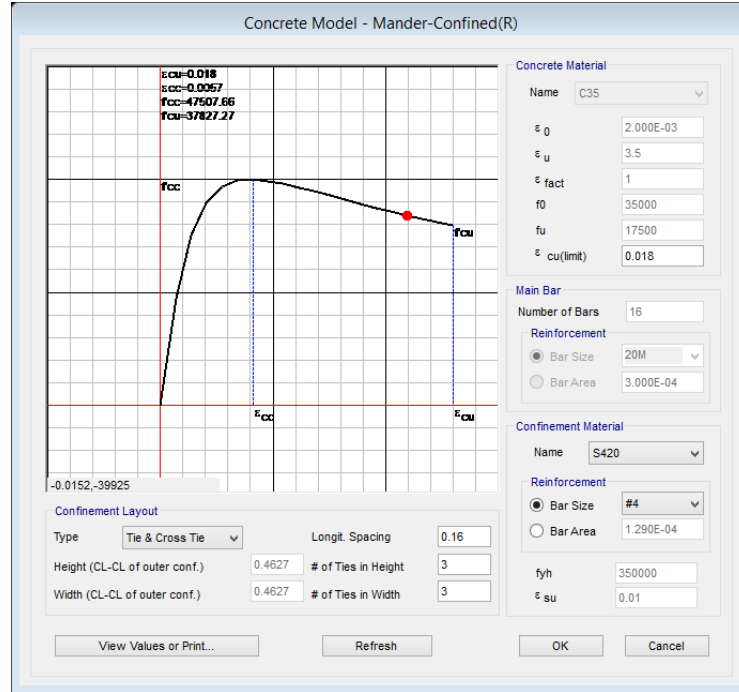 Concrete Model - Mander-Confined(R)
εcu=0.018
εcc=0.0057
fcc=47507.66
fcu=37827.27
fcc
fcu
εcc
εcu
-0.0152,-39925
Confinement Layout
Type Tie & Cross Tie Longit. Spacing 0.16
Height (CL-CL of outer conf.) 0.4627 # of Ties in Height 3
Width (CL-CL of outer conf.) 0.4627 # of Ties in Width 3
Concrete Material
Name C35
ε 0 2.000E-03
ε u 3.5
ε fact 1
f0 35000
fu 17500
ε cu(limit) 0.018
Main Bar
Number of Bars 16
Reinforcement
Bar Size 20M
Bar Area 3.000E-04
Confinement Material
Name S420
Reinforcement
Bar Size #4
Bar Area 1.290E-04
fyh 350000
ε su 0.01
View Values or Print... Refresh OK Cancel